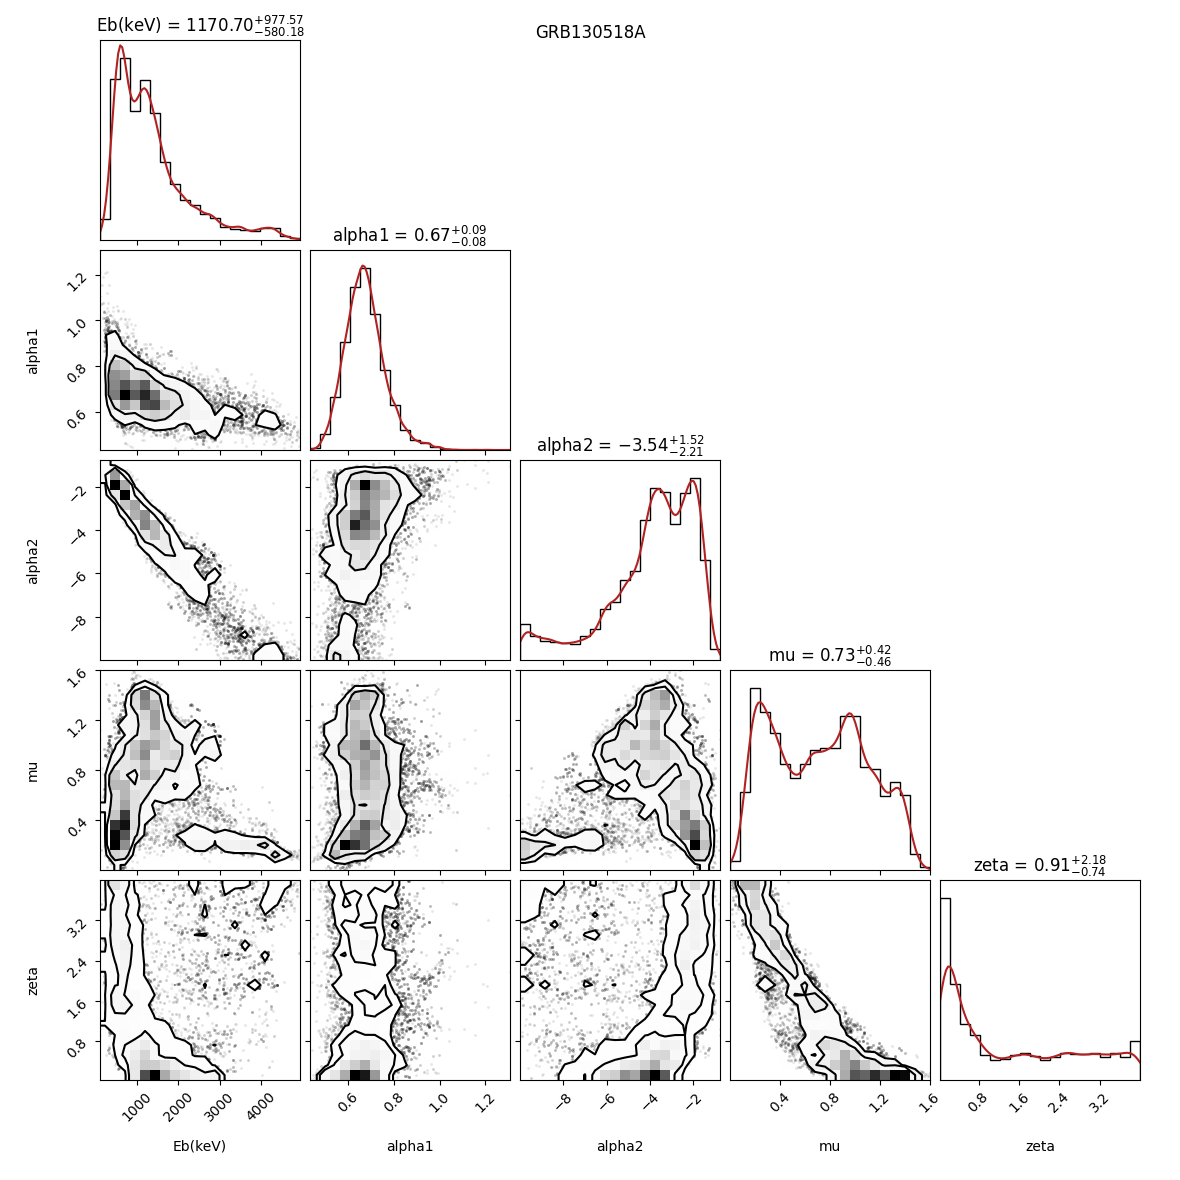 GRB130518A
Eb(keV) = 1170.70+977.57−580.18
alpha1 = 0.67+0.09−0.08
1.2
1.0
0.8
0.6
alpha1
alpha2 = −3.54+1.52−2.21
−2
−4
−6
−8
alpha2
mu = 0.73+0.42−0.46
1.6
1.2
0.8
0.4
mu
zeta = 0.91+2.18−0.74
3.2
2.4
1.6
0.8
zeta
1000 2000 3000 4000
0.6 0.8 1.0 1.2
−8 −6 −4 −2
0.4 0.8 1.2 1.6
0.8 1.6 2.4 3.2
Eb(keV) alpha1 alpha2 mu zeta